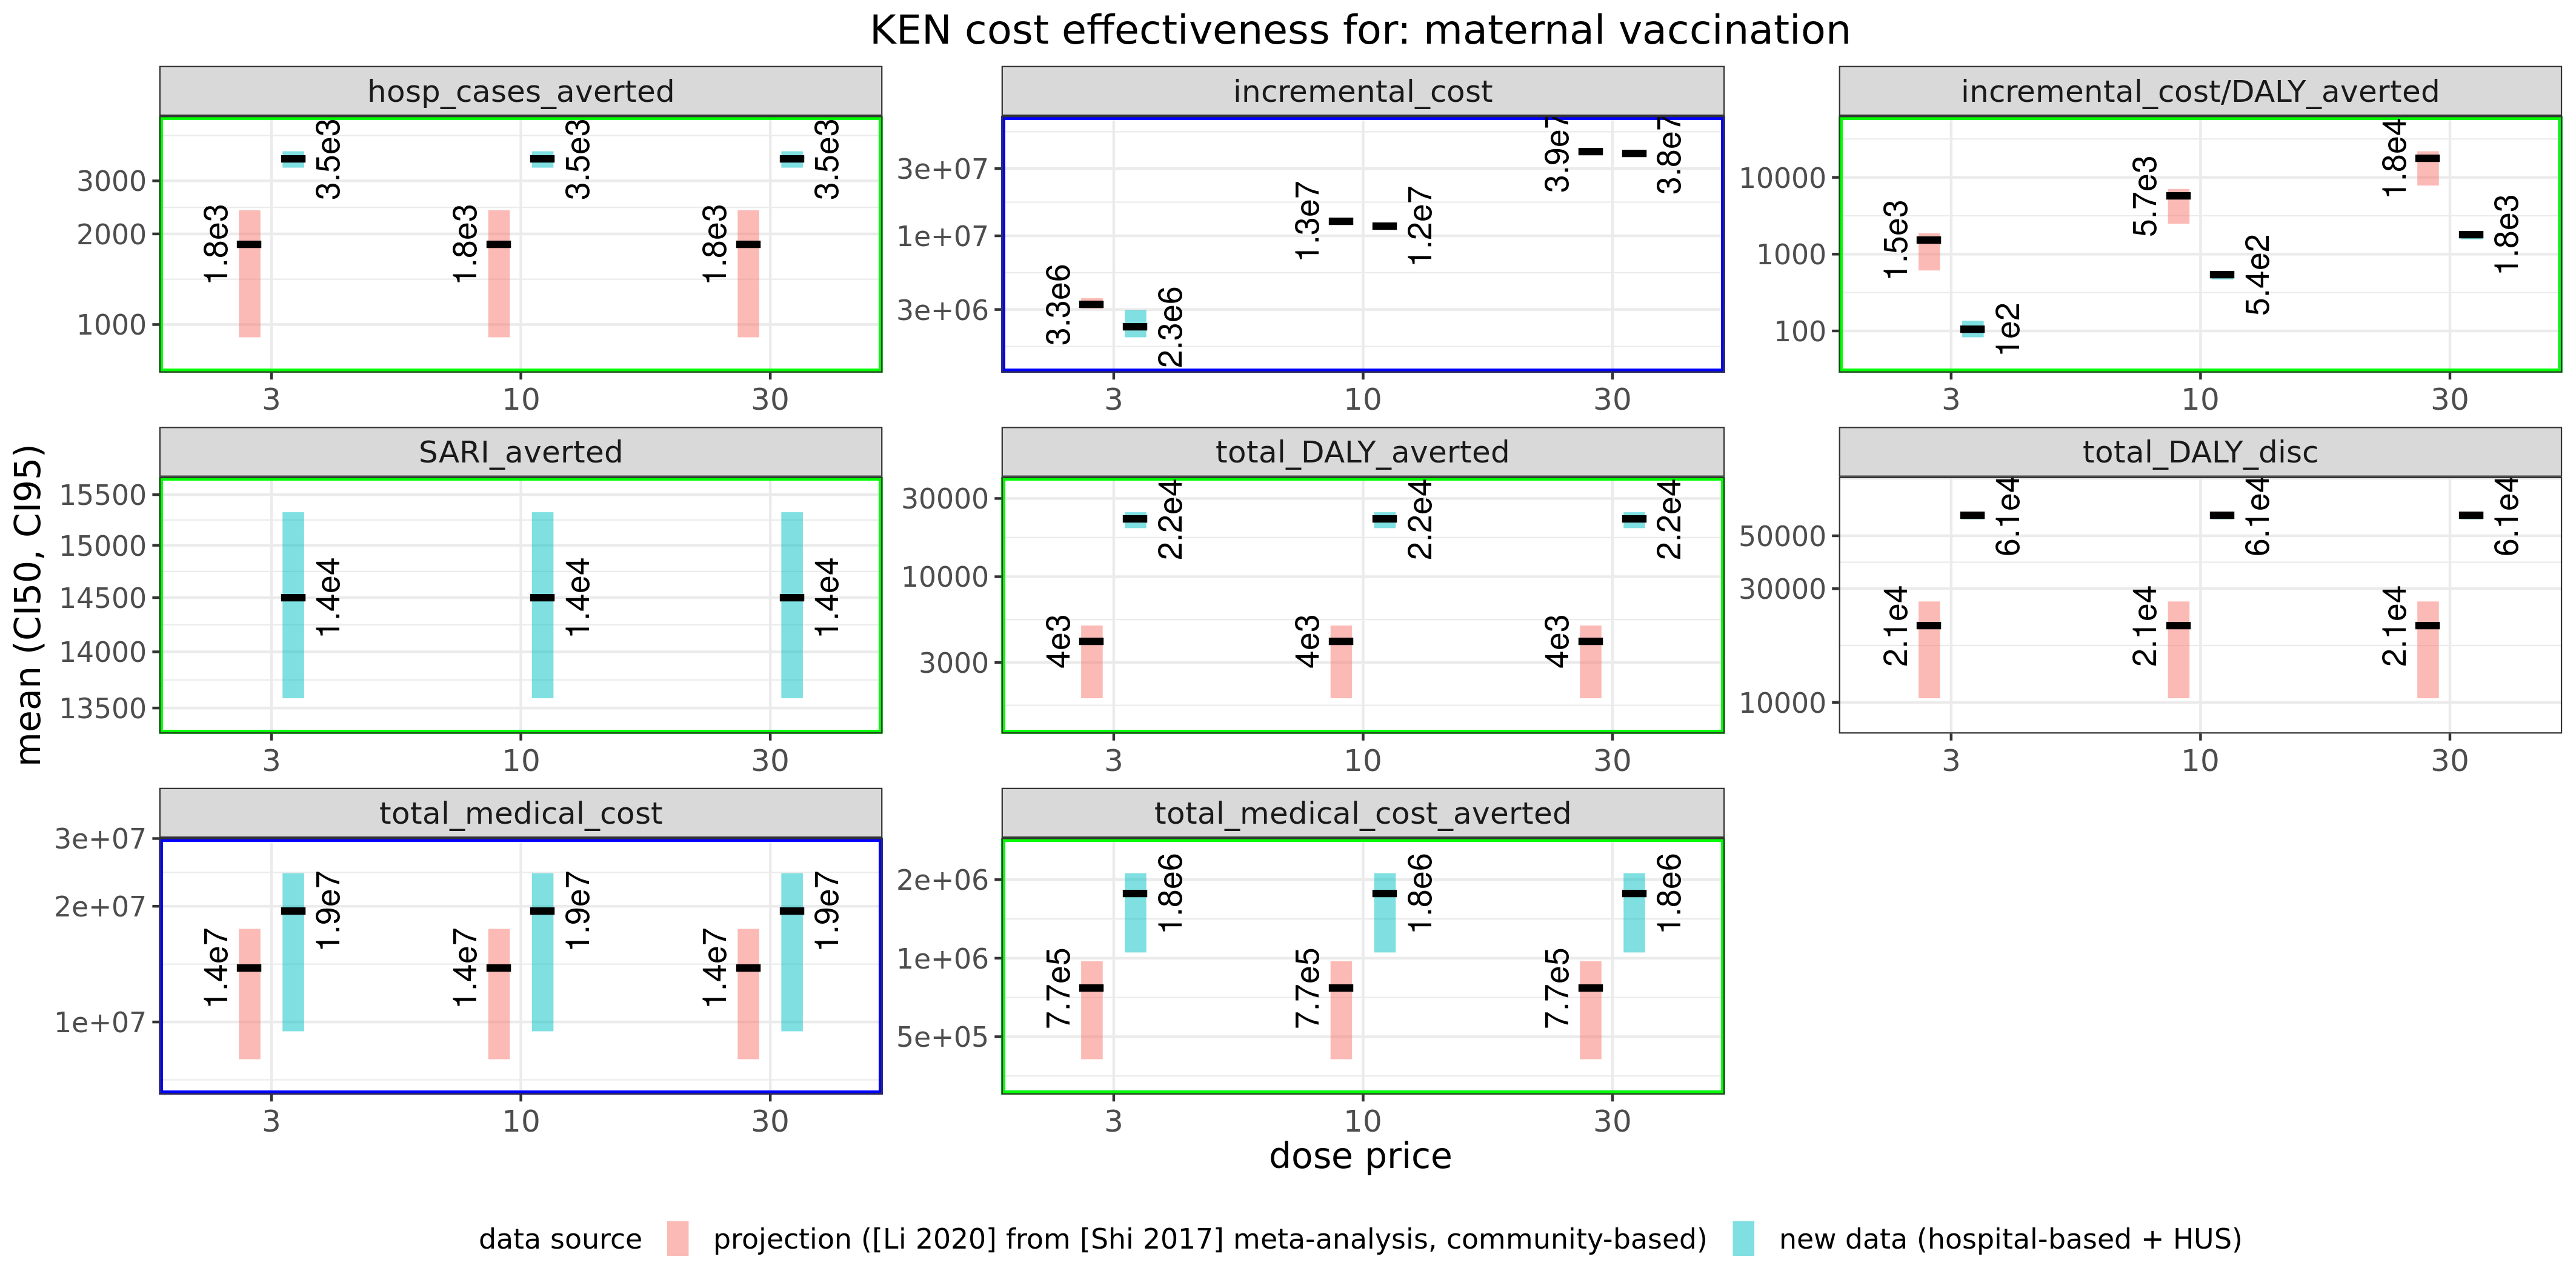 KEN cost effectiveness for: maternal vaccination
hosp_cases_averted
incremental_cost
incremental_cost/DALY_averted
3000
2000
1000
1.8e3
3.5e3
1.8e3
3.5e3
1.8e3
3.5e3
3
10
30
3e+07
1e+07
3e+06
3.3e6
2.3e6
1.3e7
1.2e7
3.9e7
3.8e7
3
10
30
10000
1000
100
1.5e3
1e2
5.7e3
5.4e2
1.8e4
1.8e3
3
10
30
mean (CI50, CI95)
SARI_averted
total_DALY_averted
total_DALY_disc
15500
15000
14500
14000
13500
1.4e4
1.4e4
1.4e4
3
10
30
30000
10000
3000
4e3
2.2e4
4e3
2.2e4
4e3
2.2e4
3
10
30
50000
30000
10000
2.1e4
6.1e4
2.1e4
6.1e4
2.1e4
6.1e4
3
10
30
total_medical_cost
total_medical_cost_averted
3e+07
2e+07
1e+07
1.4e7
1.9e7
1.4e7
1.9e7
1.4e7
1.9e7
3
10
30
2e+06
1e+06
5e+05
7.7e5
1.8e6
7.7e5
1.8e6
7.7e5
1.8e6
3
10
30
dose price
data source
projection ([Li 2020] from [Shi 2017] meta-analysis, community-based)
new data (hospital-based + HUS)